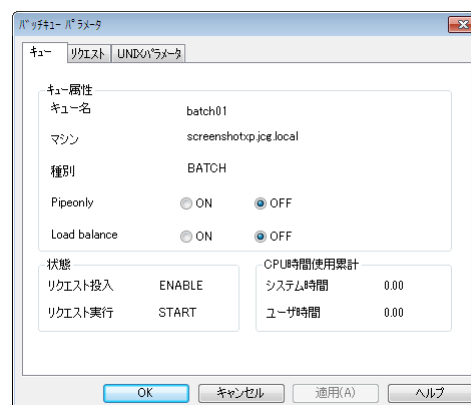 バッチキュー パラメータ
キュー リクエスト UNIXパラメータ
キュー属性
キュー名 batch01
マシン screenshotxp.jcg.local
種別 BATCH
Pipeonly ON OFF
Load balance ON OFF
状態
リクエスト投入 ENABLE
リクエスト実行 START
CPU時間使用累計
システム時間 0.00
ユーザ時間 0.00
OK キャンセル 適用(A) ヘルプ